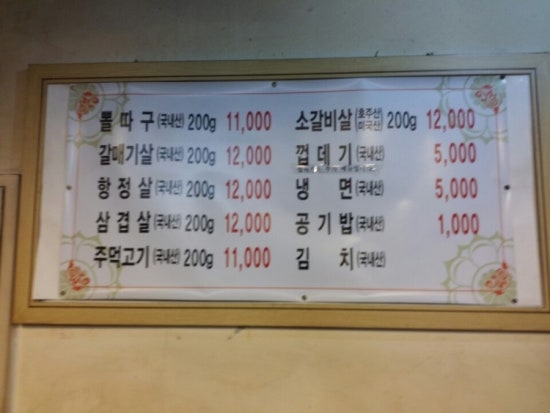 뽈따구(국내산) 200g 11,000
갈매기살(국내산) 200g 12,000
항정살(국내산) 200g 12,000
삼겹살(국내산) 200g 12,000
주먹고기(국내산) 200g 11,000
소갈비살(호주산 미국산) 200g 12,000
껍데기(국내산) 5,000
냉면(국내산) 5,000
공기밥(국내산) 1,000
김치(국내산)